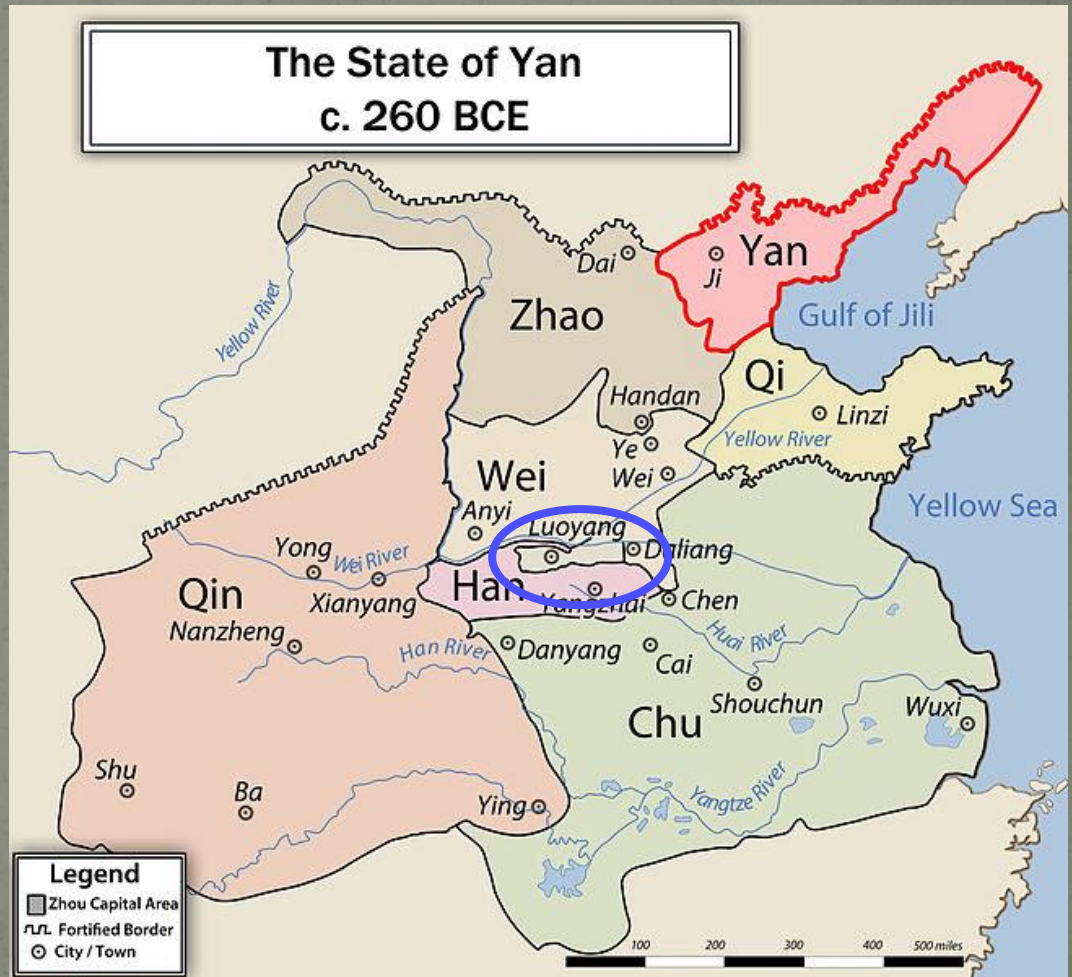 The State of Yan
c. 260 BCE
Yellow River
Dai
Ji
Yan
Zhao
Gulf of Jili
Qi
Handan
Linzi
Ye
Yellow River
Wei
Wei
Anyi
Luoyang
Yellow Sea
Yong
Wei River
Daliang
Qin
Xianyang
Han
Yangzhai
Chen
Nanzheng
Han River
Danyang
Cai
Huai River
Shouchun
Chu
Wuxi
Shu
Ba
Ying
Yangtze River
Legend
Zhou Capital Area
Fortified Border
City / Town
100 200 300 400 500 miles